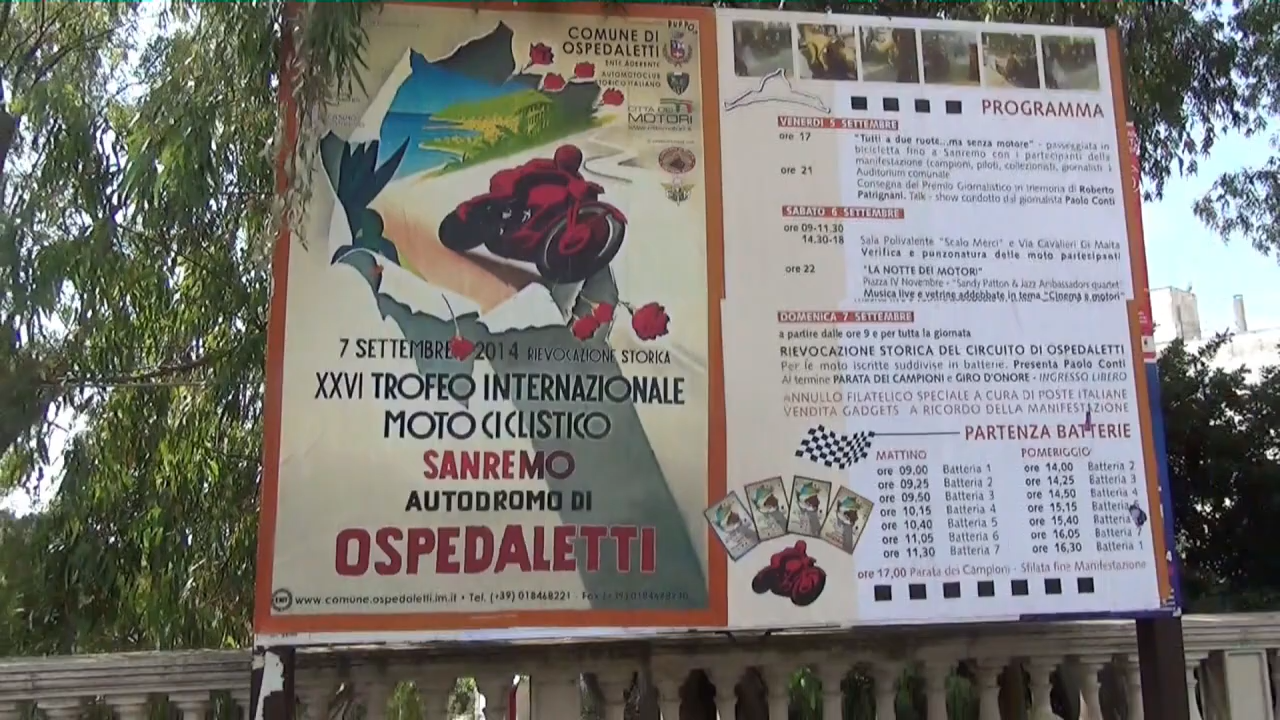 COMUNE DI
OSPEDALETTI
ENTE ADERENTE
AUTOMOTOCLUB
STORICO ITALIANO
CITTÀ DEI
MOTORI
7 SETTEMBRE 2014 RIEVOCAZIONE STORICA
XXVI TROFEO INTERNAZIONALE
MOTOCICLISTICO
SANREMO
AUTODROMO DI
OSPEDALETTI
www.comune.ospedaletti.im.it • Tel. (+39) 018468221 - Fax (+39)
PROGRAMMA
VENERDI 5 SETTEMBRE
ore 17 "Tutti a due ruote...ma senza motore" - passeggiata in
bicicletta fino a Sanremo con i partecipanti della
manifestazione (campioni, piloti, collezionisti, giornalisti)
ore 21 Auditorium comunale
Consegna del Premio Giornalistico in memoria di Roberto
Patrignani. Talk - show condotto dal giornalista Paolo Conti
SABATO 6 SETTEMBRE
ore 09-11.30
14.30-18 Sala Polivalente "Scalo Merci" e Via Cavalieri Di Malta
Verifica e punzonatura delle moto partecipanti
ore 22 "LA NOTTE DEI MOTORI"
Piazza IV Novembre - "Sandy Patton & Jazz Ambassadors quartet"
Musica live e vetrine addobbate in tema "Cinema e motori"
DOMENICA 7 SETTEMBRE
a partire dalle ore 9 e per tutta la giornata
RIEVOCAZIONE STORICA DEL CIRCUITO DI OSPEDALETTI
Per le moto iscritte suddivise in batterie. Presenta Paolo Conti
Al termine PARATA DEI CAMPIONI e GIRO D'ONORE - INGRESSO LIBERO
ANNULLO FILATELICO SPECIALE A CURA DI POSTE ITALIANE
VENDITA GADGETS A RICORDO DELLA MANIFESTAZIONE
PARTENZA BATTERIE
MATTINO POMERIGGIO
ore 09,00 Batteria 1 ore 14,00 Batteria 2
ore 09,25 Batteria 2 ore 14,25 Batteria 3
ore 09,50 Batteria 3 ore 14,50 Batteria 4
ore 10,15 Batteria 4 ore 15,15 Batteria
ore 10,40 Batteria 5 ore 15,40 Batteria
ore 11,05 Batteria 6 ore 16,05 Batteria 7
ore 11,30 Batteria 7 ore 16,30 Batteria 1
ore 17,00 Parata dei Campioni - Sfilata fine Manifestazione